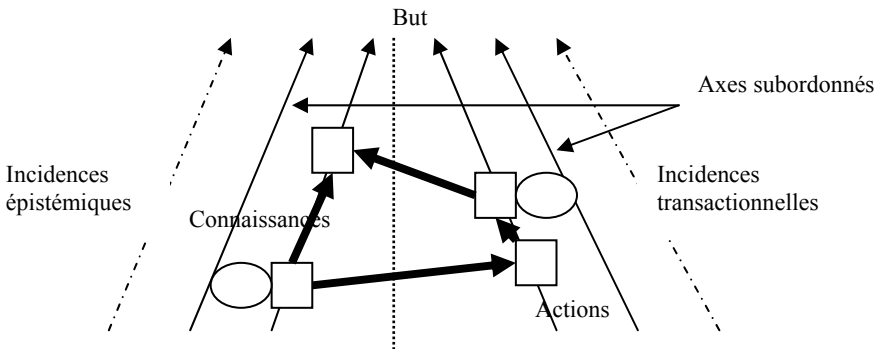 But
Axes subordonnés
Incidences
épistémiques
Connaissances
Incidences
transactionnelles
Actions